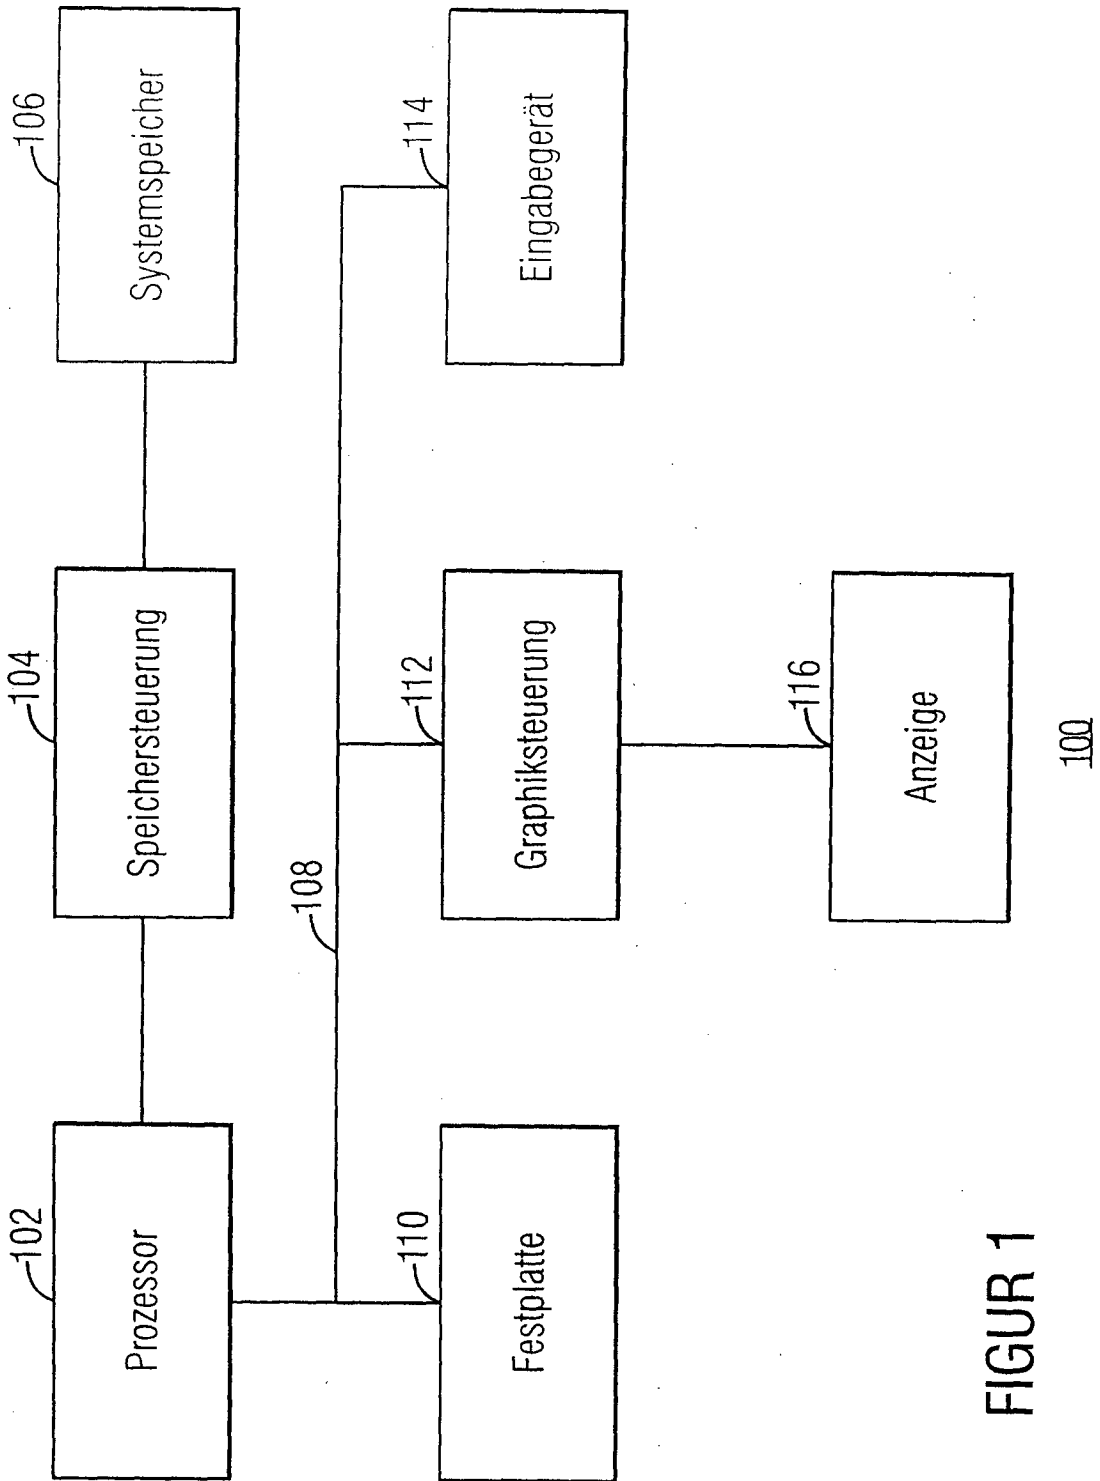 102
Prozessor
104
Speichersteuerung
106
Systemspeicher
108
110
Festplatte
112
Graphiksteuerung
114
Eingabegerät
116
Anzeige
100
FIGUR 1